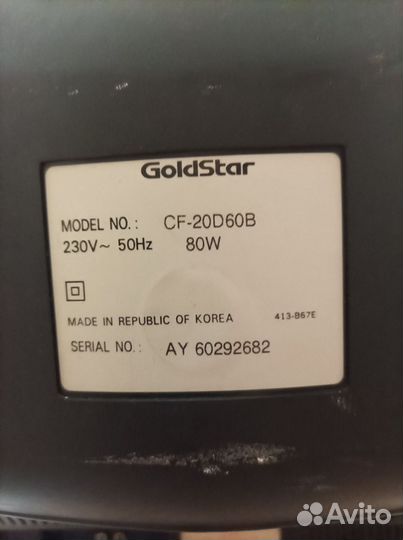 GoldStar
MODEL NO.: CF-20D60B
230V~ 50Hz 80W
MADE IN REPUBLIC OF KOREA 413-B67E
SERIAL NO.: AY 60292682
Avito